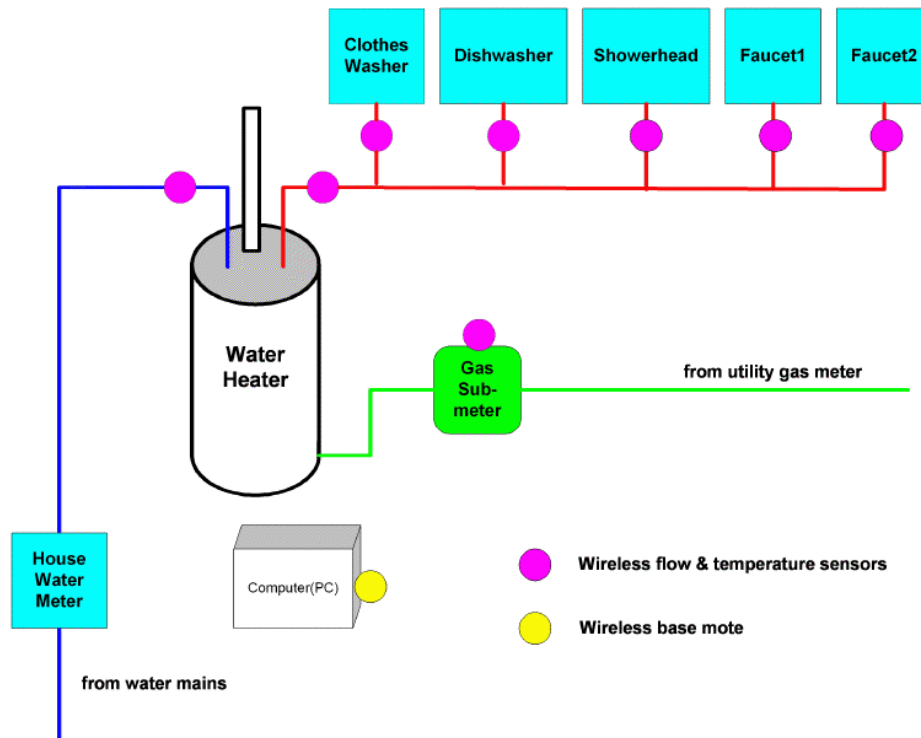 Clothes
Washer
Dishwasher
Showerhead
Faucet1
Faucet2
Water
Heater
Gas
Sub-
meter
from utility gas meter
House
Water
Meter
Computer(PC)
Wireless flow & temperature sensors
Wireless base mote
from water mains